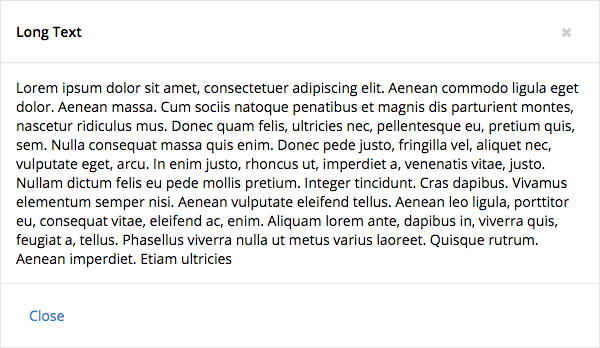 Long Text
×
Lorem ipsum dolor sit amet, consectetuer adipiscing elit. Aenean commodo ligula eget
dolor. Aenean massa. Cum sociis natoque penatibus et magnis dis parturient montes,
nascetur ridiculus mus. Donec quam felis, ultricies nec, pellentesque eu, pretium quis,
sem. Nulla consequat massa quis enim. Donec pede justo, fringilla vel, aliquet nec,
vulputate eget, arcu. In enim justo, rhoncus ut, imperdiet a, venenatis vitae, justo.
Nullam dictum felis eu pede mollis pretium. Integer tincidunt. Cras dapibus. Vivamus
elementum semper nisi. Aenean vulputate eleifend tellus. Aenean leo ligula, porttitor
eu, consequat vitae, eleifend ac, enim. Aliquam lorem ante, dapibus in, viverra quis,
feugiat a, tellus. Phasellus viverra nulla ut metus varius laoreet. Quisque rutrum.
Aenean imperdiet. Etiam ultricies
Close